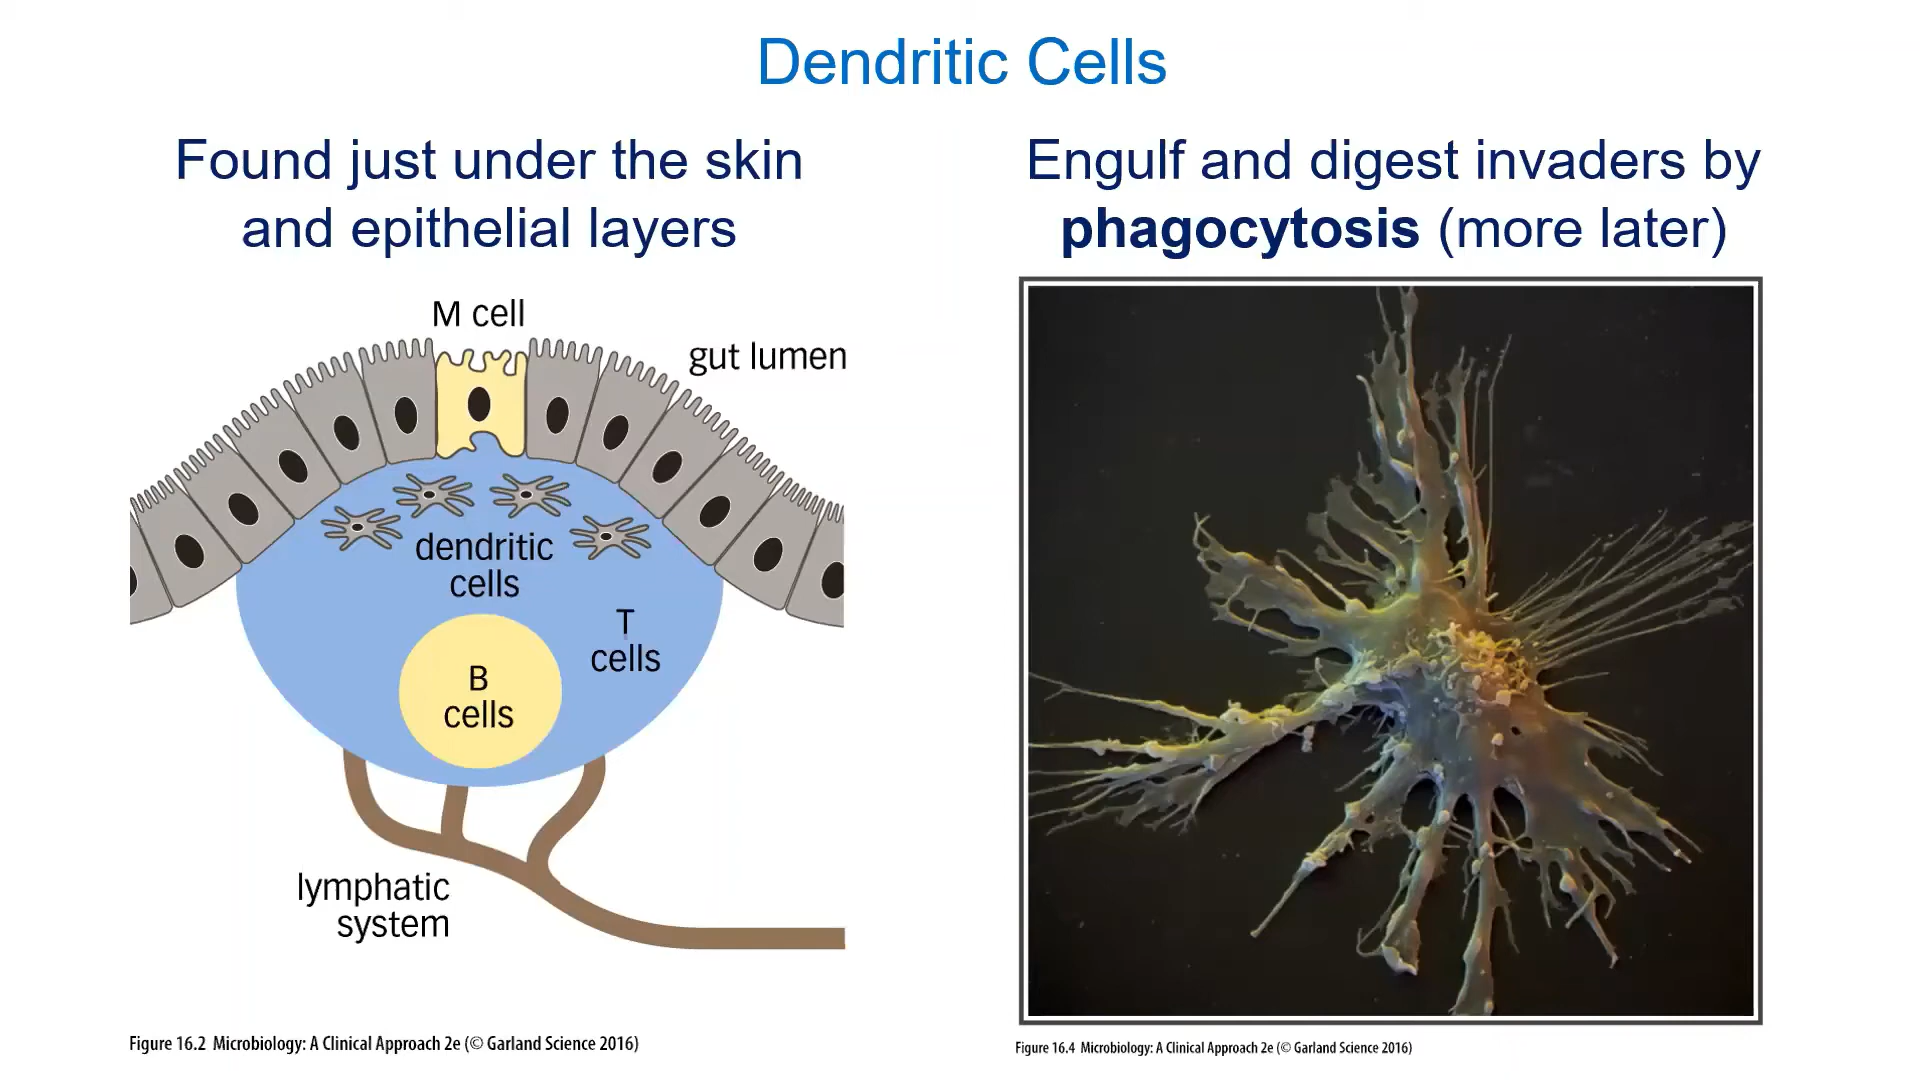 Dendritic Cells
Found just under the skin
and epithelial layers
Engulf and digest invaders by
phagocytosis (more later)
M cell
gut lumen
dendritic
cells
T
cells
B
cells
lymphatic
system
Figure 16.2 Microbiology: A Clinical Approach 2e (© Garland Science 2016)
Figure 16.4 Microbiology: A Clinical Approach 2e (© Garland Science 2016)